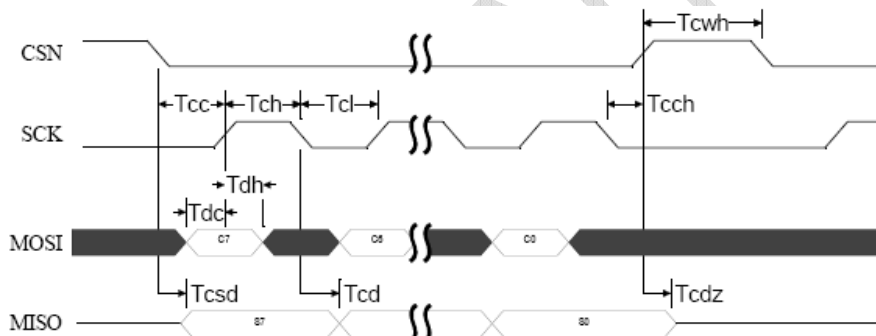 Tcwh
CSN
Tcc Tch Tcl Tcch
SCK
Tdh
Tdc
MOSI C7 C6 C0
Tcsd Tcd Tcdz
MISO S7 S0